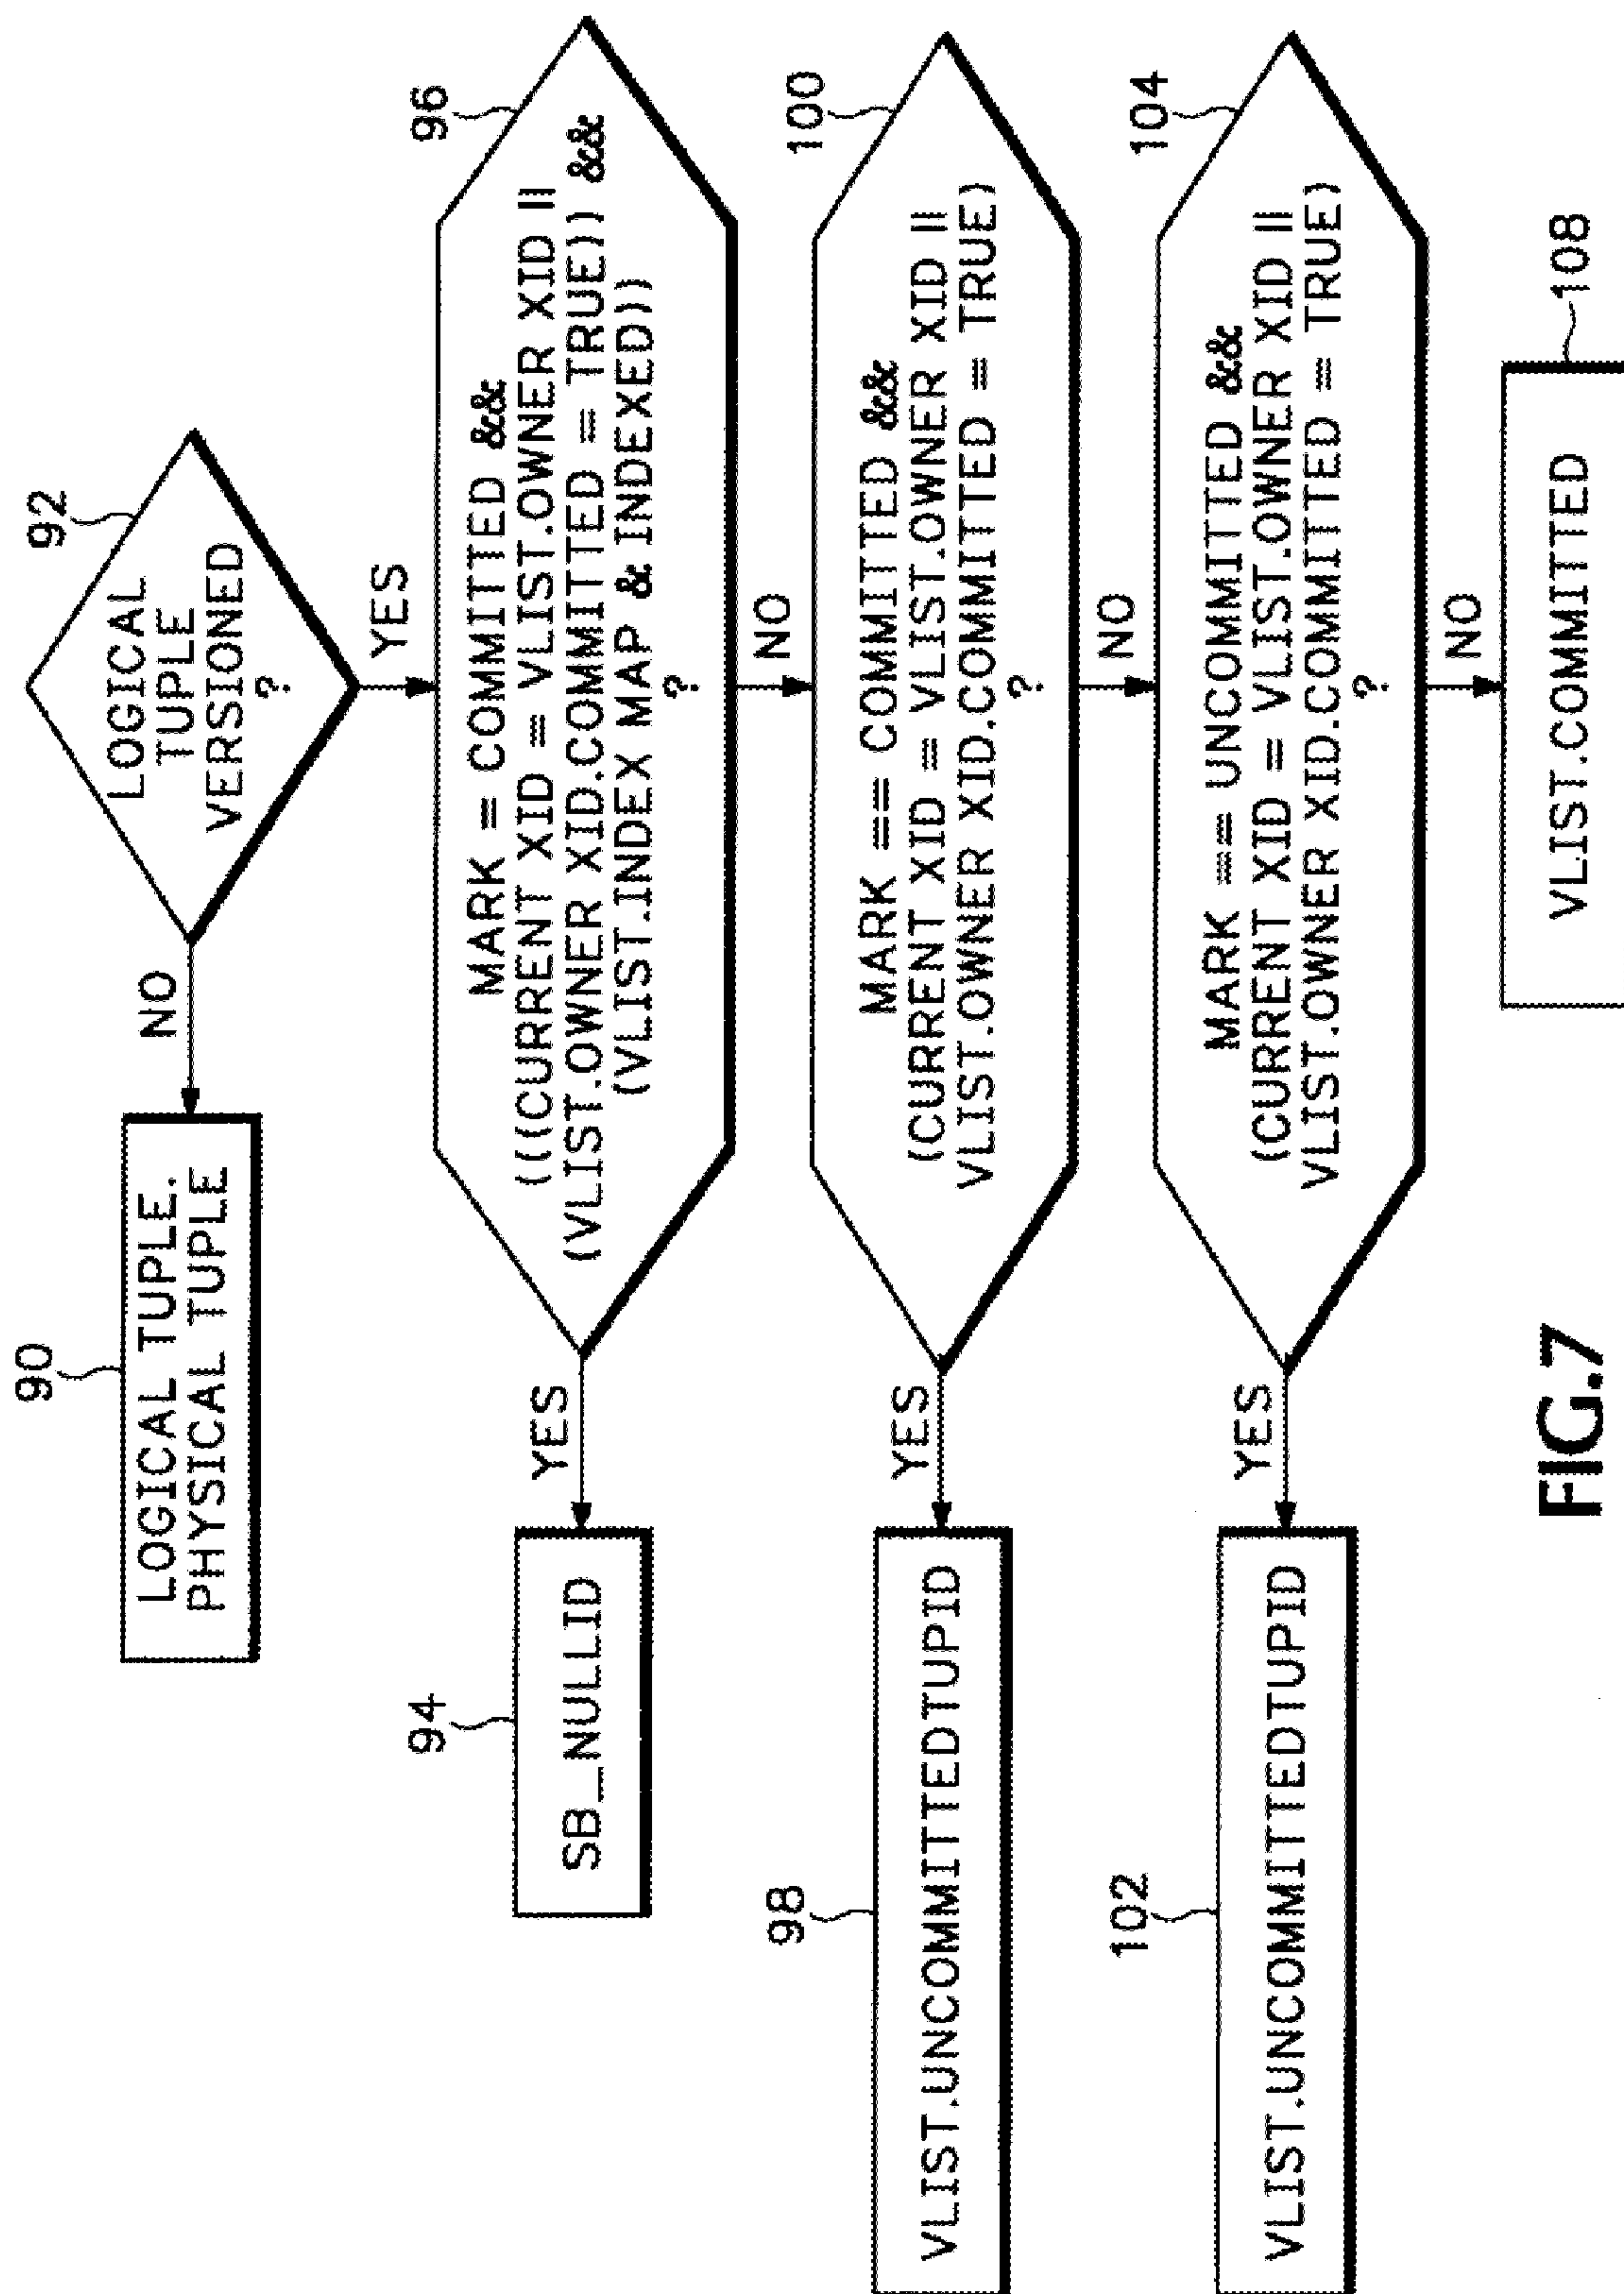 92
LOGICAL
TUPLE
VERSIONED
?
NO
YES
90
LOGICAL TUPLE.
PHYSICAL TUPLE
96
MARK = COMMITTED &&
(((CURRENT XID = VLIST.OWNER XID ||
(VLIST.OWNER XID.COMMITTED = TRUE)) &&
(VLIST.INDEX MAP & INDEXED))
?
YES
NO
94
SB_NULLID
100
MARK == COMMITTED &&
(CURRENT XID = VLIST.OWNER XID ||
VLIST.OWNER XID.COMMITTED = TRUE)
?
YES
NO
98
VLIST.UNCOMMITTEDTUPID
104
MARK == UNCOMMITTED &&
(CURRENT XID = VLIST.OWNER XID ||
VLIST.OWNER XID.COMMITTED = TRUE)
?
YES
NO
102
VLIST.UNCOMMITTEDTUPID
108
VLIST.COMMITTED
FIG.7